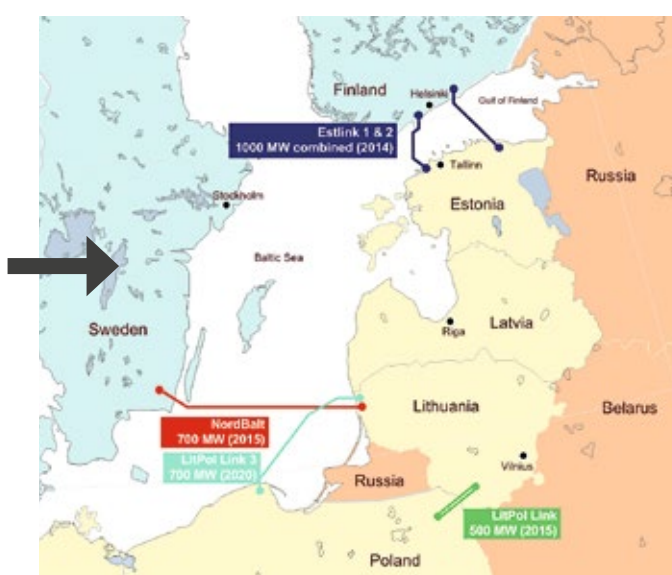 Finland
Helsinki
Gulf of Finland
Estlink 1 & 2
1000 MW combined (2014)
Tallinn
Russia
Stockholm
Estonia
Baltic Sea
Sweden
Riga
Latvia
Lithuania
Belarus
NordBalt
700 MW (2015)
LitPol Link 3
700 MW (2020)
Vilnius
Russia
LitPol Link
500 MW (2015)
Poland